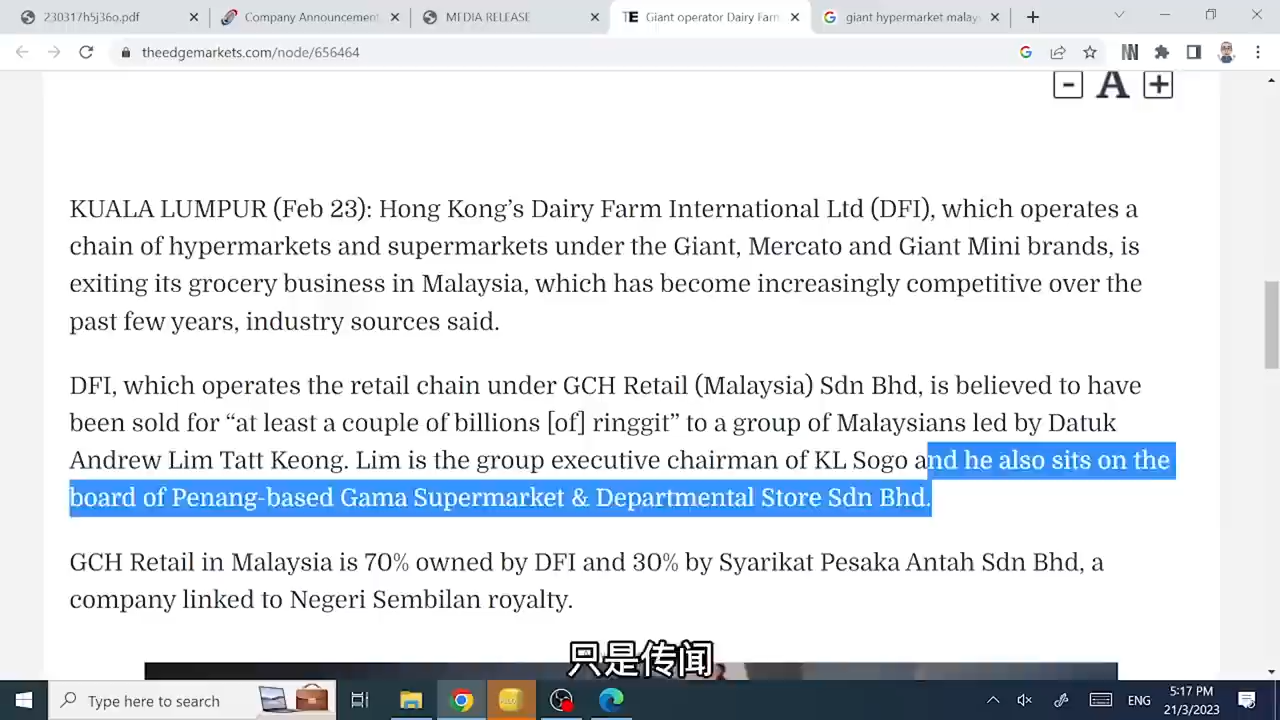 230317h5j36o.pdf
Company Announcement
MEDIA RELEASE
Giant operator Dairy Farm
giant hypermarket malay
theedgemarkets.com/node/656464
- A +
KUALA LUMPUR (Feb 23): Hong Kong’s Dairy Farm International Ltd (DFI), which operates a
chain of hypermarkets and supermarkets under the Giant, Mercato and Giant Mini brands, is
exiting its grocery business in Malaysia, which has become increasingly competitive over the
past few years, industry sources said.
DFI, which operates the retail chain under GCH Retail (Malaysia) Sdn Bhd, is believed to have
been sold for “at least a couple of billions [of] ringgit” to a group of Malaysians led by Datuk
Andrew Lim Tatt Keong. Lim is the group executive chairman of KL Sogo and he also sits on the
board of Penang-based Gama Supermarket & Departmental Store Sdn Bhd.
GCH Retail in Malaysia is 70% owned by DFI and 30% by Syarikat Pesaka Antah Sdn Bhd, a
company linked to Negeri Sembilan royalty.
只是传闻
Type here to search
ENG
5:17 PM
21/3/2023